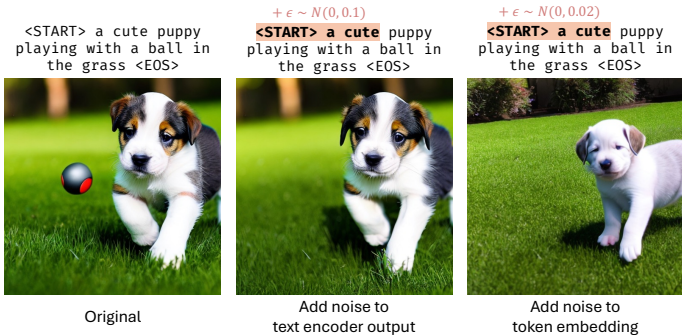 <START> a cute puppy
playing with a ball in
the grass <EOS>
Original
+ ϵ ~ N(0, 0.1)
<START> a cute puppy
playing with a ball in
the grass <EOS>
Add noise to
text encoder output
+ ϵ ~ N(0, 0.02)
<START> a cute puppy
playing with a ball in
the grass <EOS>
Add noise to
token embedding